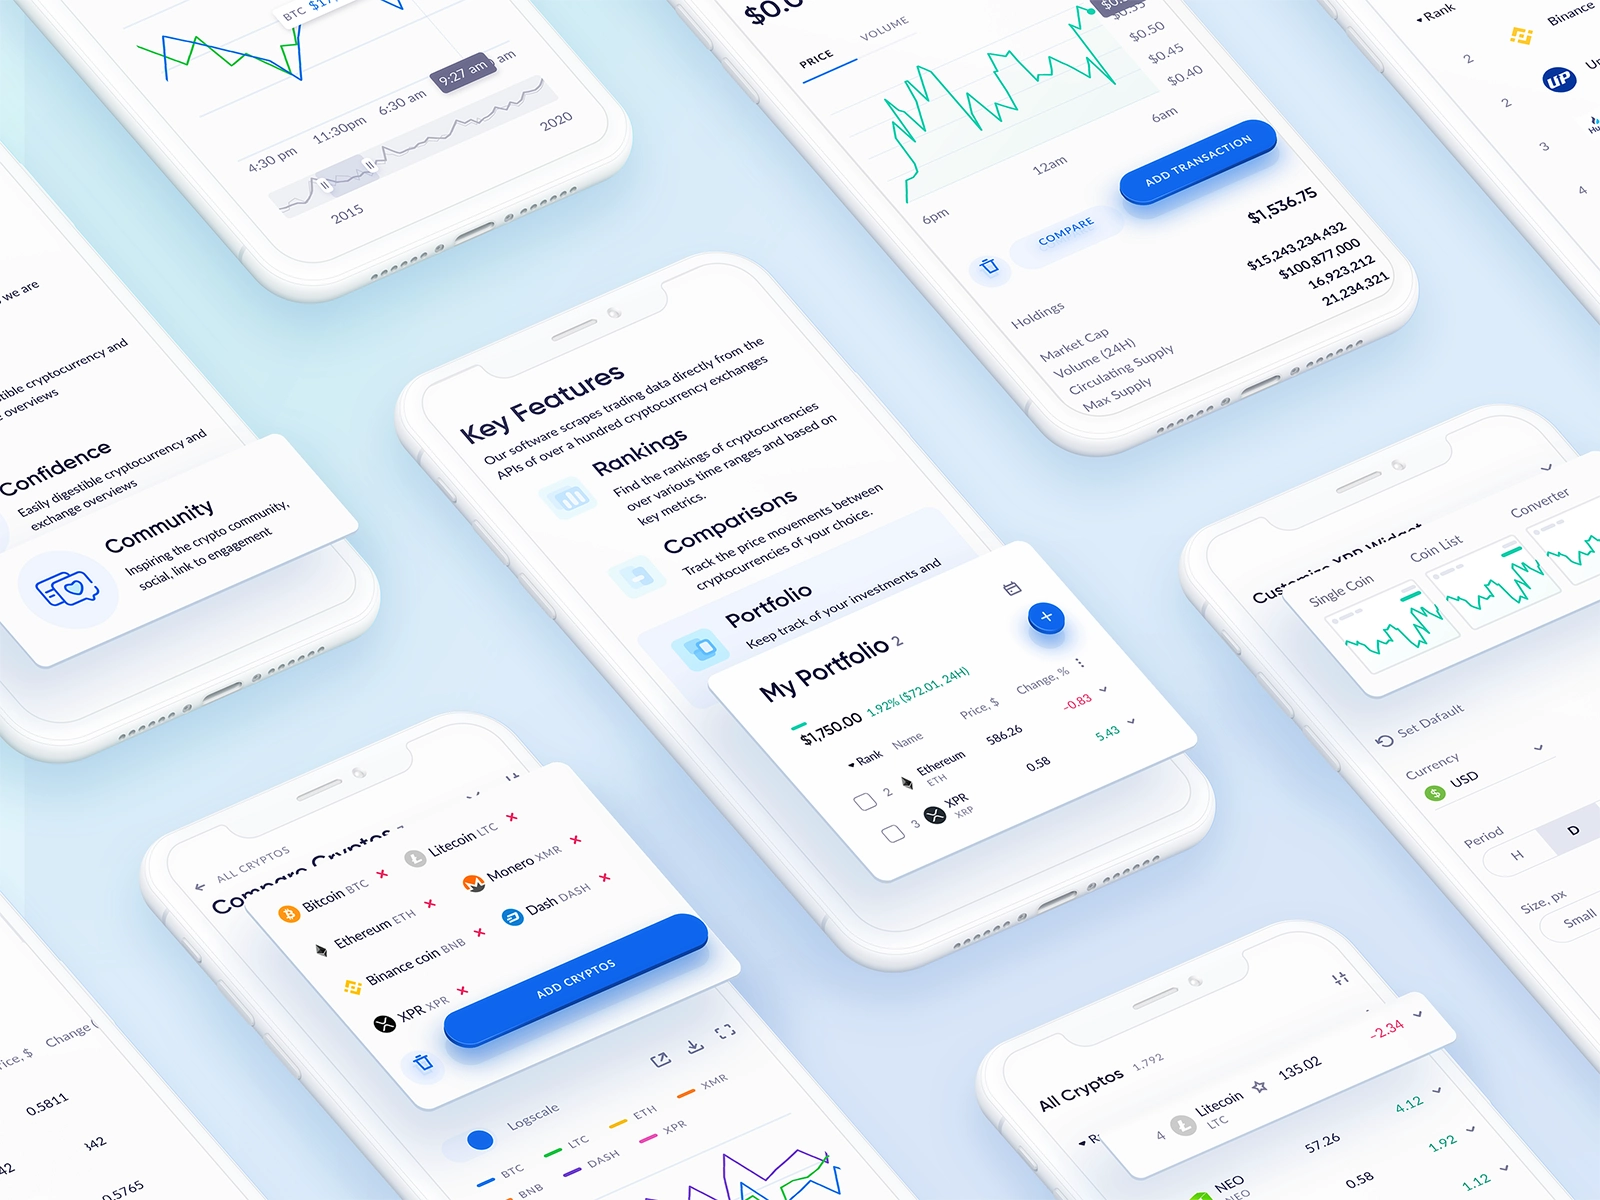 BTC
9:27 am
am
6:30 am
11:30pm
4:30 pm
2015
2020
we are
cryptocurrency and
overviews
Confidence
Easily digestible cryptocurrency and
exchange overviews
Community
Inspiring the crypto community,
social, link to engagement
PRICE
VOLUME
$0.50
$0.45
$0.40
6pm
12am
6am
COMPARE
ADD TRANSACTION
Holdings
$1,536.75
Market Cap
$15,243,234,432
Volume (24H)
$100,877,000
Circulating Supply
16,923,212
Max Supply
21,234,321
Rank
2
Binance
2
UP
3
4
Key Features
Our software scrapes trading data directly from the
APIs of over a hundred cryptocurrency exchanges
Rankings
Find the rankings of cryptocurrencies
over various time ranges and based on
key metrics.
Comparisons
Track the price movements between
cryptocurrencies of your choice.
Portfolio
Keep track of your investments and
My Portfolio 2
$1,750.00 1.92% ($72.01, 24H)
Rank Name Price, $ Change, %
2 Ethereum 586.26 -0.83
ETH
3 XPR 0.58 5.43
XRP
Customize XPR Widget
Single Coin
Coin List
Converter
Set Dafault
Currency
USD
Period
H
D
Size, px
Small
ALL CRYPTOS
Compare Cryptos
Bitcoin BTC
Litecoin LTC
Ethereum ETH
Monero XMR
Binance coin BNB
Dash DASH
XPR XPR
ADD CRYPTOS
Logscale
BTC
LTC
ETH
XMR
BNB
DASH
XPR
Change
0.5811
342
42
0.5765
All Cryptos 1,792
4 Litecoin 135.02 -2.34
LTC
57.26 4.12
NEO 0.58 1.92
NEO
1.12